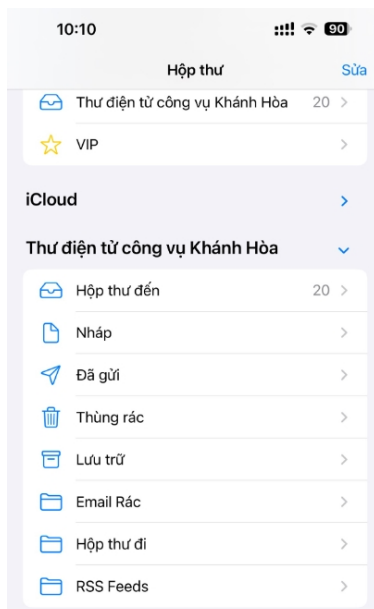 10:10
90
Hộp thư
Sửa
Thư điện tử công vụ Khánh Hòa 20
VIP
iCloud
Thư điện tử công vụ Khánh Hòa
Hộp thư đến 20
Nháp
Đã gửi
Thùng rác
Lưu trữ
Email Rác
Hộp thư đi
RSS Feeds